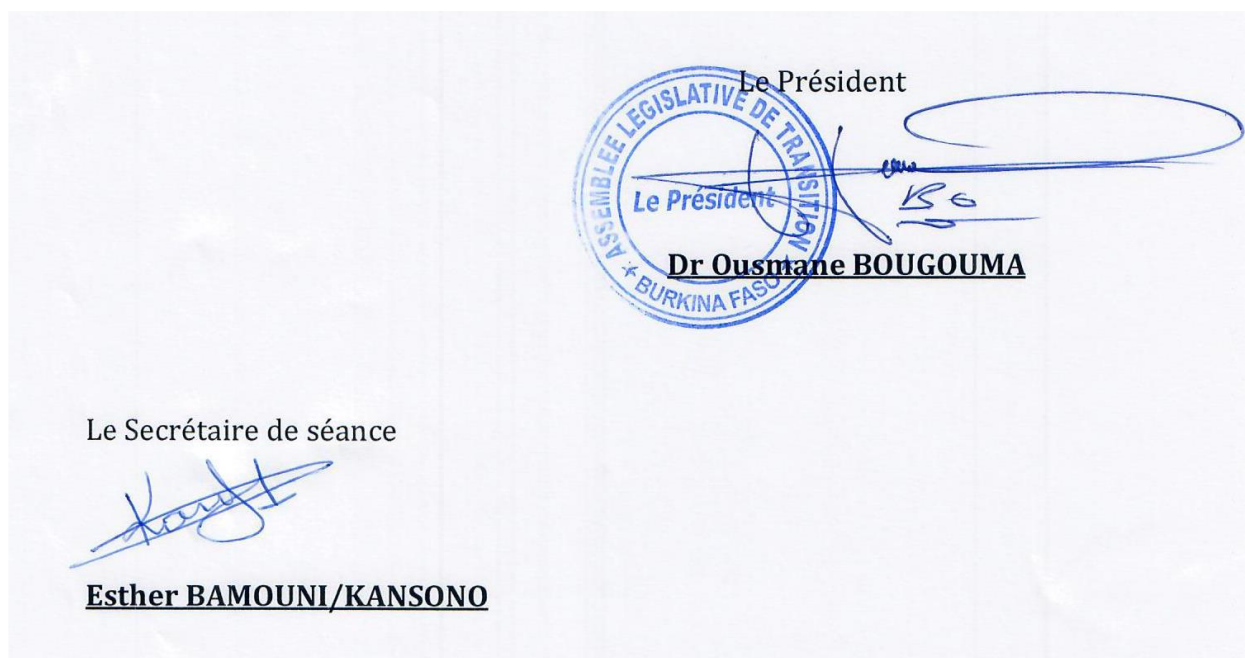 Le Président
ASSEMBLEE LEGISLATIVE DE TRANSITION
Le Président
★ BURKINA FASO ★
Dr Ousmane BOUGOUMA
Le Secrétaire de séance
Esther BAMOUNI/KANSONO